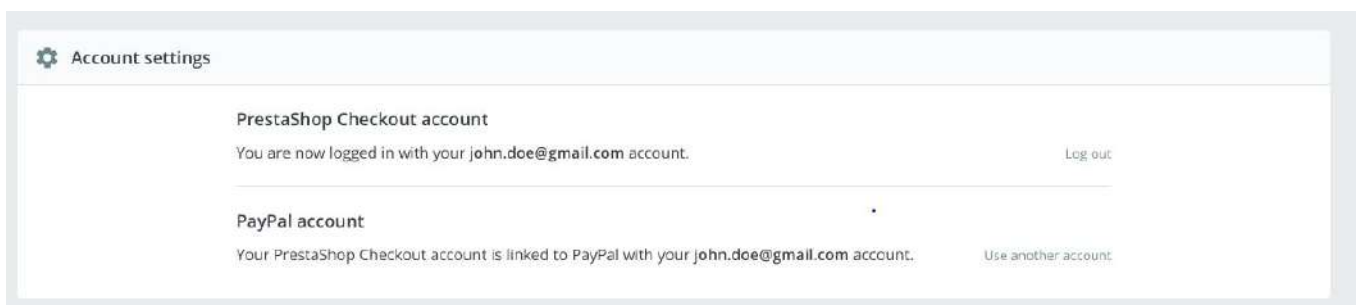 Account settings
PrestaShop Checkout account
You are now logged in with your john.doe@gmail.com account.
Log out
PayPal account
Your PrestaShop Checkout account is linked to PayPal with your john.doe@gmail.com account.
Use another account